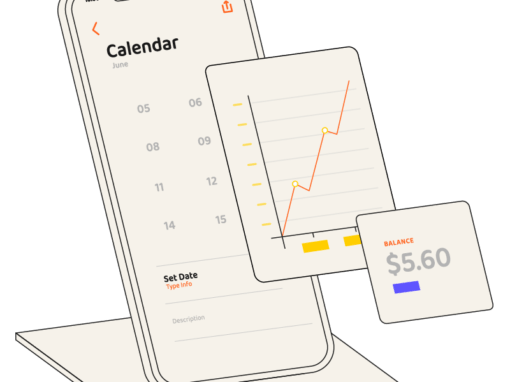 Calendar
June
05 06
08 09
11 12
14 15
Set Date
Type info
Description
BALANCE
$5.60